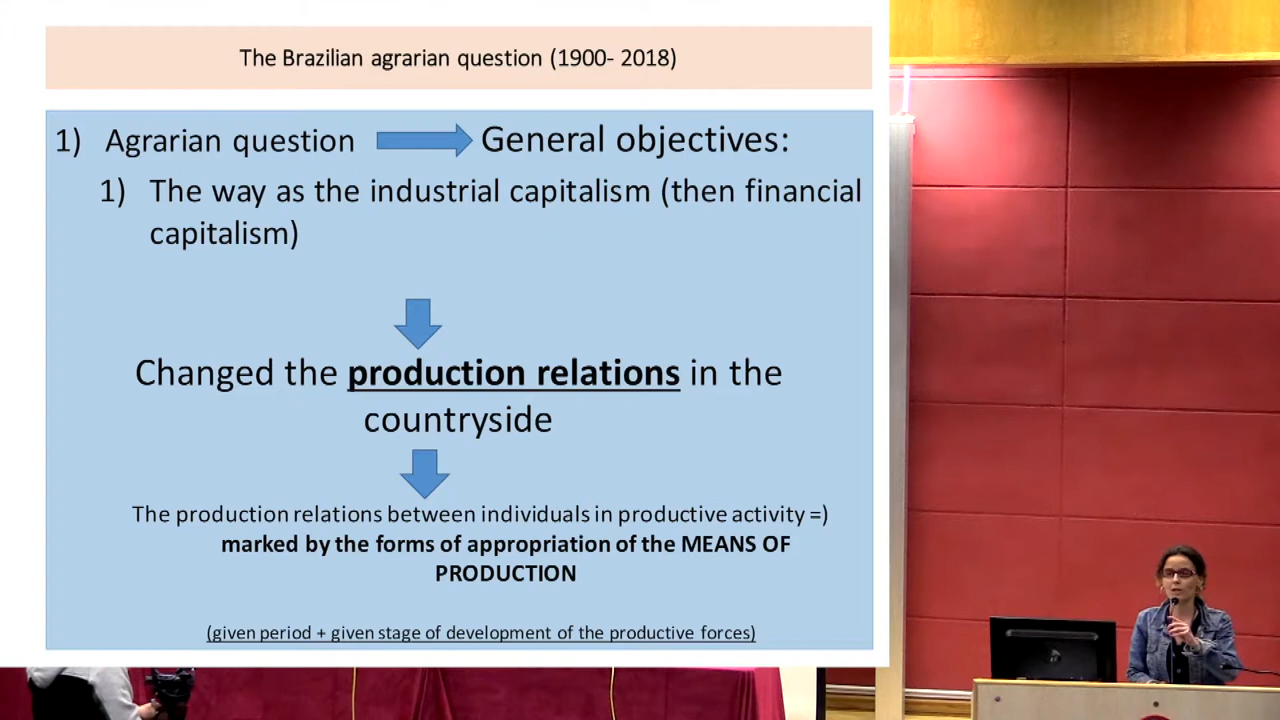 The Brazilian agrarian question (1900- 2018)
1) Agrarian question General objectives:
1) The way as the industrial capitalism (then financial
capitalism)
Changed the production relations in the
countryside
The production relations between individuals in productive activity =)
marked by the forms of appropriation of the MEANS OF
PRODUCTION
(given period + given stage of development of the productive forces)